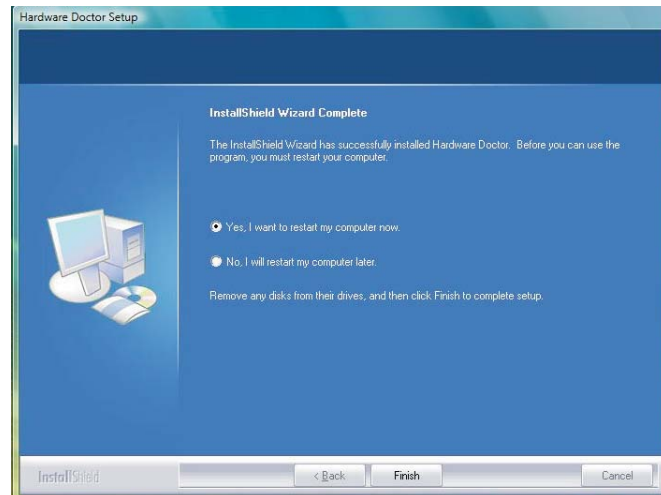 Hardware Doctor Setup
InstallShield Wizard Complete
The InstallShield Wizard has successfully installed Hardware Doctor. Before you can use the
program, you must restart your computer.
Yes, I want to restart my computer now.
No, I will restart my computer later.
Remove any disks from their drives, and then click Finish to complete setup.
InstallShield
< Back
Finish
Cancel